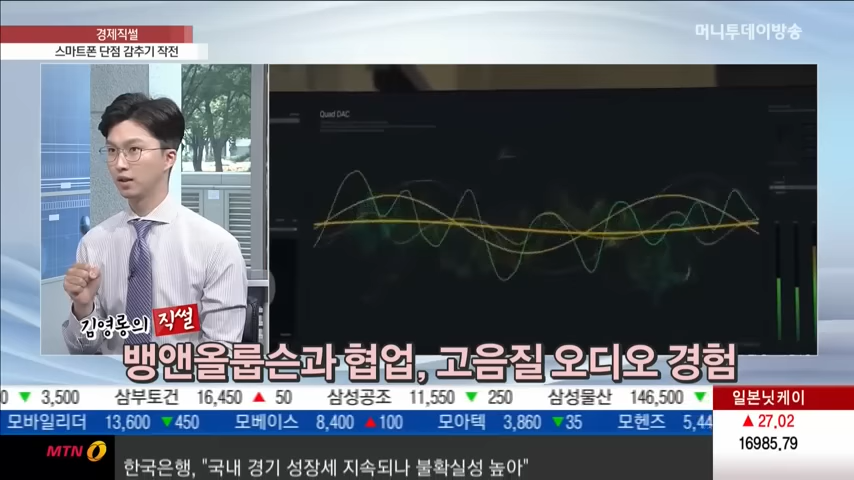 경제직썰
스마트폰 단점 감추기 작전
머니투데이방송
Quad DAC
김영롱의 직썰
뱅앤올룹슨과 협업, 고음질 오디오 경험
0 ▼ 3,500 삼부토건 16,450 ▲ 50 삼성공조 11,550 ▼ 250 삼성물산 146,500 ▼
모바일리더 13,600 ▼450 모베이스 8,400 ▲100 모아텍 3,860 ▼35 모헨즈 5,44
일본닛케이
▲ 27.02
16985.79
MTN
한국은행, "국내 경기 성장세 지속되나 불확실성 높아"